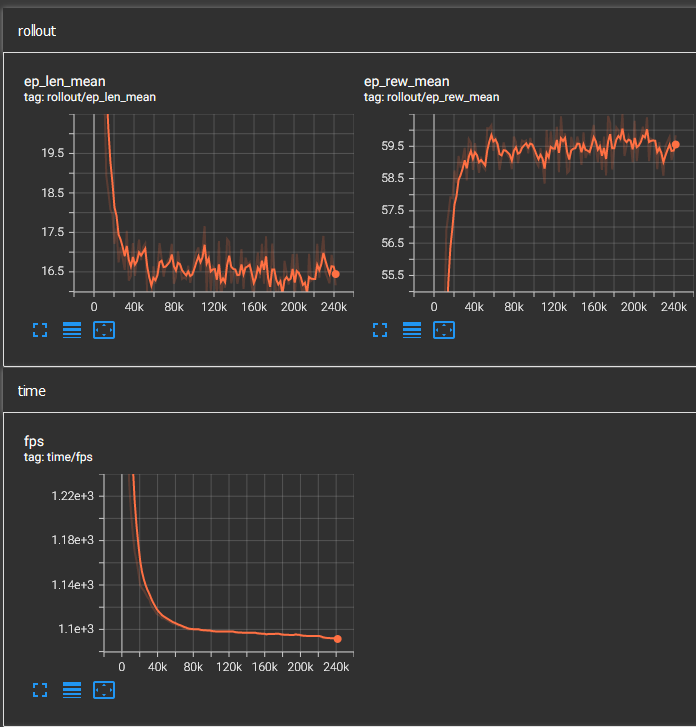 rollout
ep_len_mean
tag: rollout/ep_len_mean
19.5
18.5
17.5
16.5
0 40k 80k 120k 160k 200k 240k
ep_rew_mean
tag: rollout/ep_rew_mean
59.5
58.5
57.5
56.5
55.5
0 40k 80k 120k 160k 200k 240k
time
fps
tag: time/fps
1.22e+3
1.18e+3
1.14e+3
1.1e+3
0 40k 80k 120k 160k 200k 240k